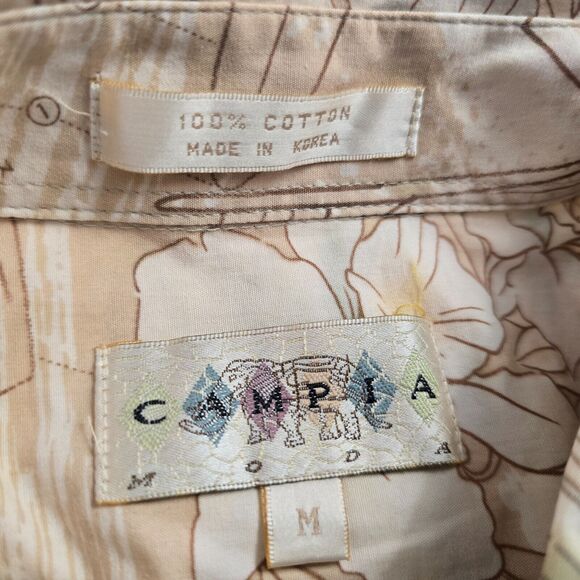 100% COTTON
MADE IN KOREA
CAMPIA
MODA
M